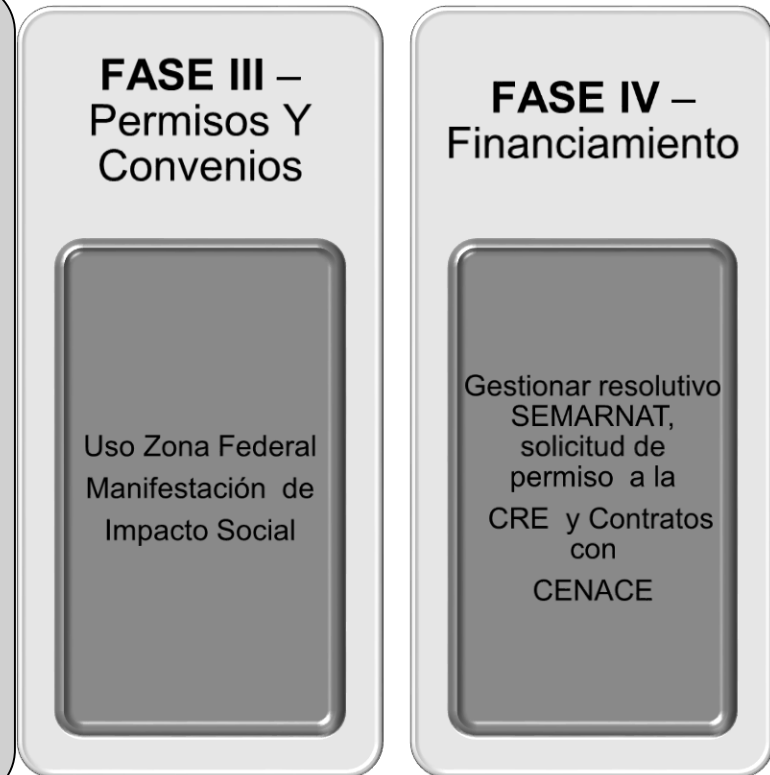 FASE III –
Permisos Y
Convenios
Uso Zona Federal
Manifestación de
Impacto Social
FASE IV –
Financiamiento
Gestionar resolutivo
SEMARNAT,
solicitud de
permiso a la
CRE y Contratos
con
CENACE